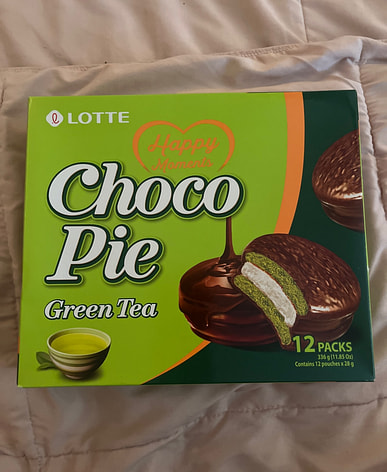 LOTTE
Happy
Moments
Choco
Pie
Green Tea
12 PACKS
336 g (11.85 Oz)
Contains 12 pouches x 28 g